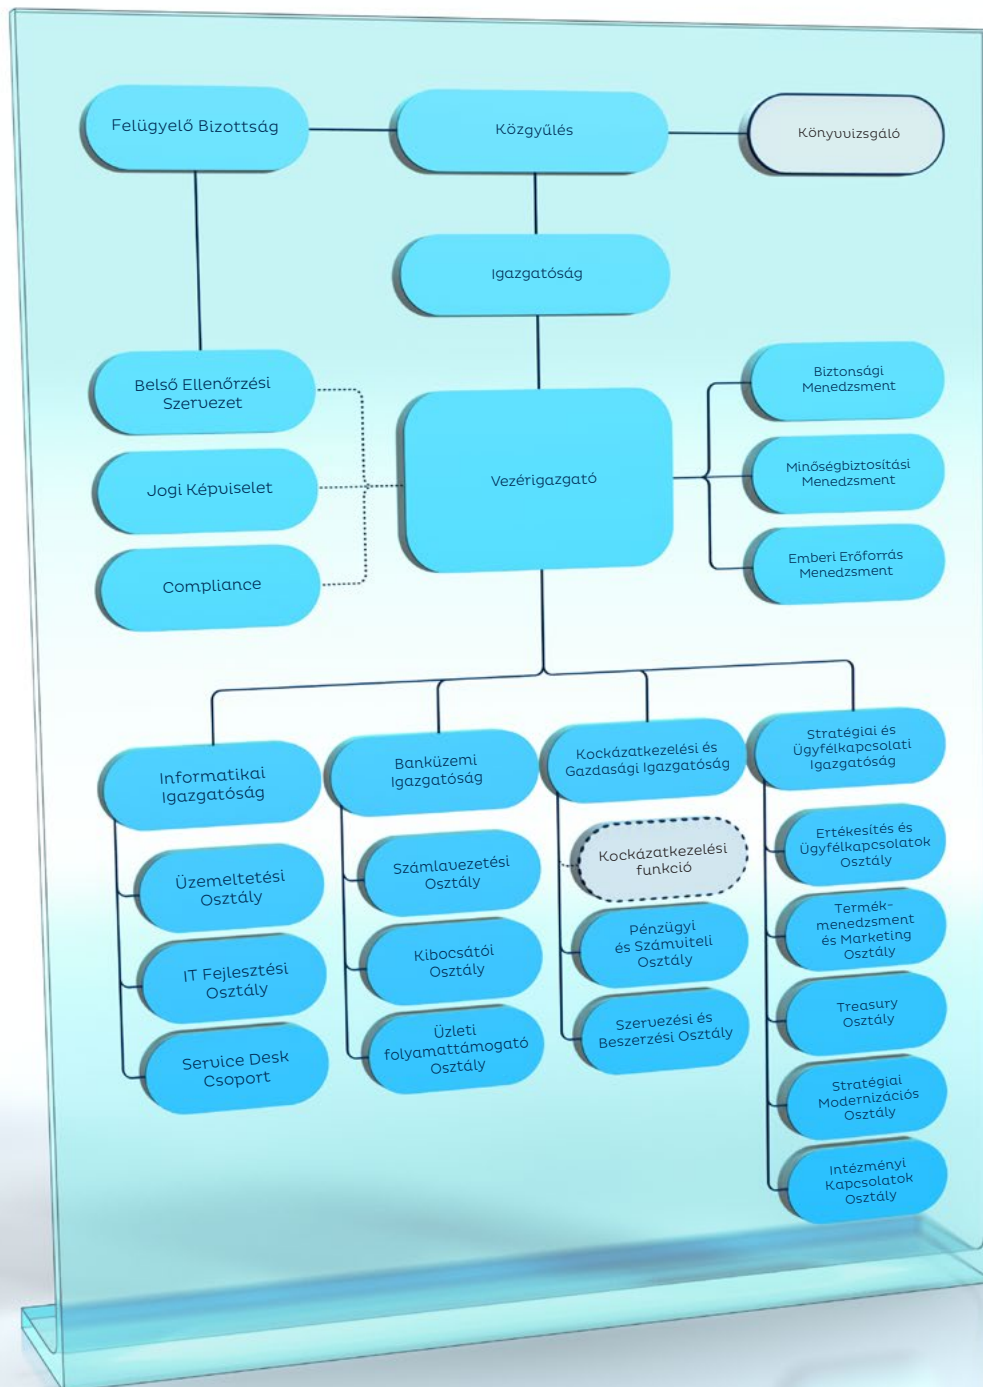 Felügyelő Bizottság
Közgyűlés
Könyvvizsgáló
Igazgatóság
Belső Ellenőrzési
Szervezet
Jogi Képviselet
Compliance
Vezérigazgató
Biztonsági
Menedzsment
Minőségbiztosítási
Menedzsment
Emberi Erőforrás
Menedzsment
Informatikai
Igazgatóság
Üzemeltetési
Osztály
IT Fejlesztési
Osztály
Service Desk
Csoport
Banküzemi
Igazgatóság
Számlavezetési
Osztály
Kibocsátói
Osztály
Üzleti
folyamattámogató
Osztály
Kockázatkezelési és
Gazdasági Igazgatóság
Kockázatkezelési
funkció
Pénzügyi
és Számviteli
Osztály
Szervezési és
Beszerzési Osztály
Stratégiai és
Ügyfélkapcsolati
Igazgatóság
Értékesítés és
Ügyfélkapcsolatok
Osztály
Termék-
menedzsment
és Marketing
Osztály
Treasury
Osztály
Stratégiai
Modernizációs
Osztály
Intézményi
Kapcsolatok
Osztály